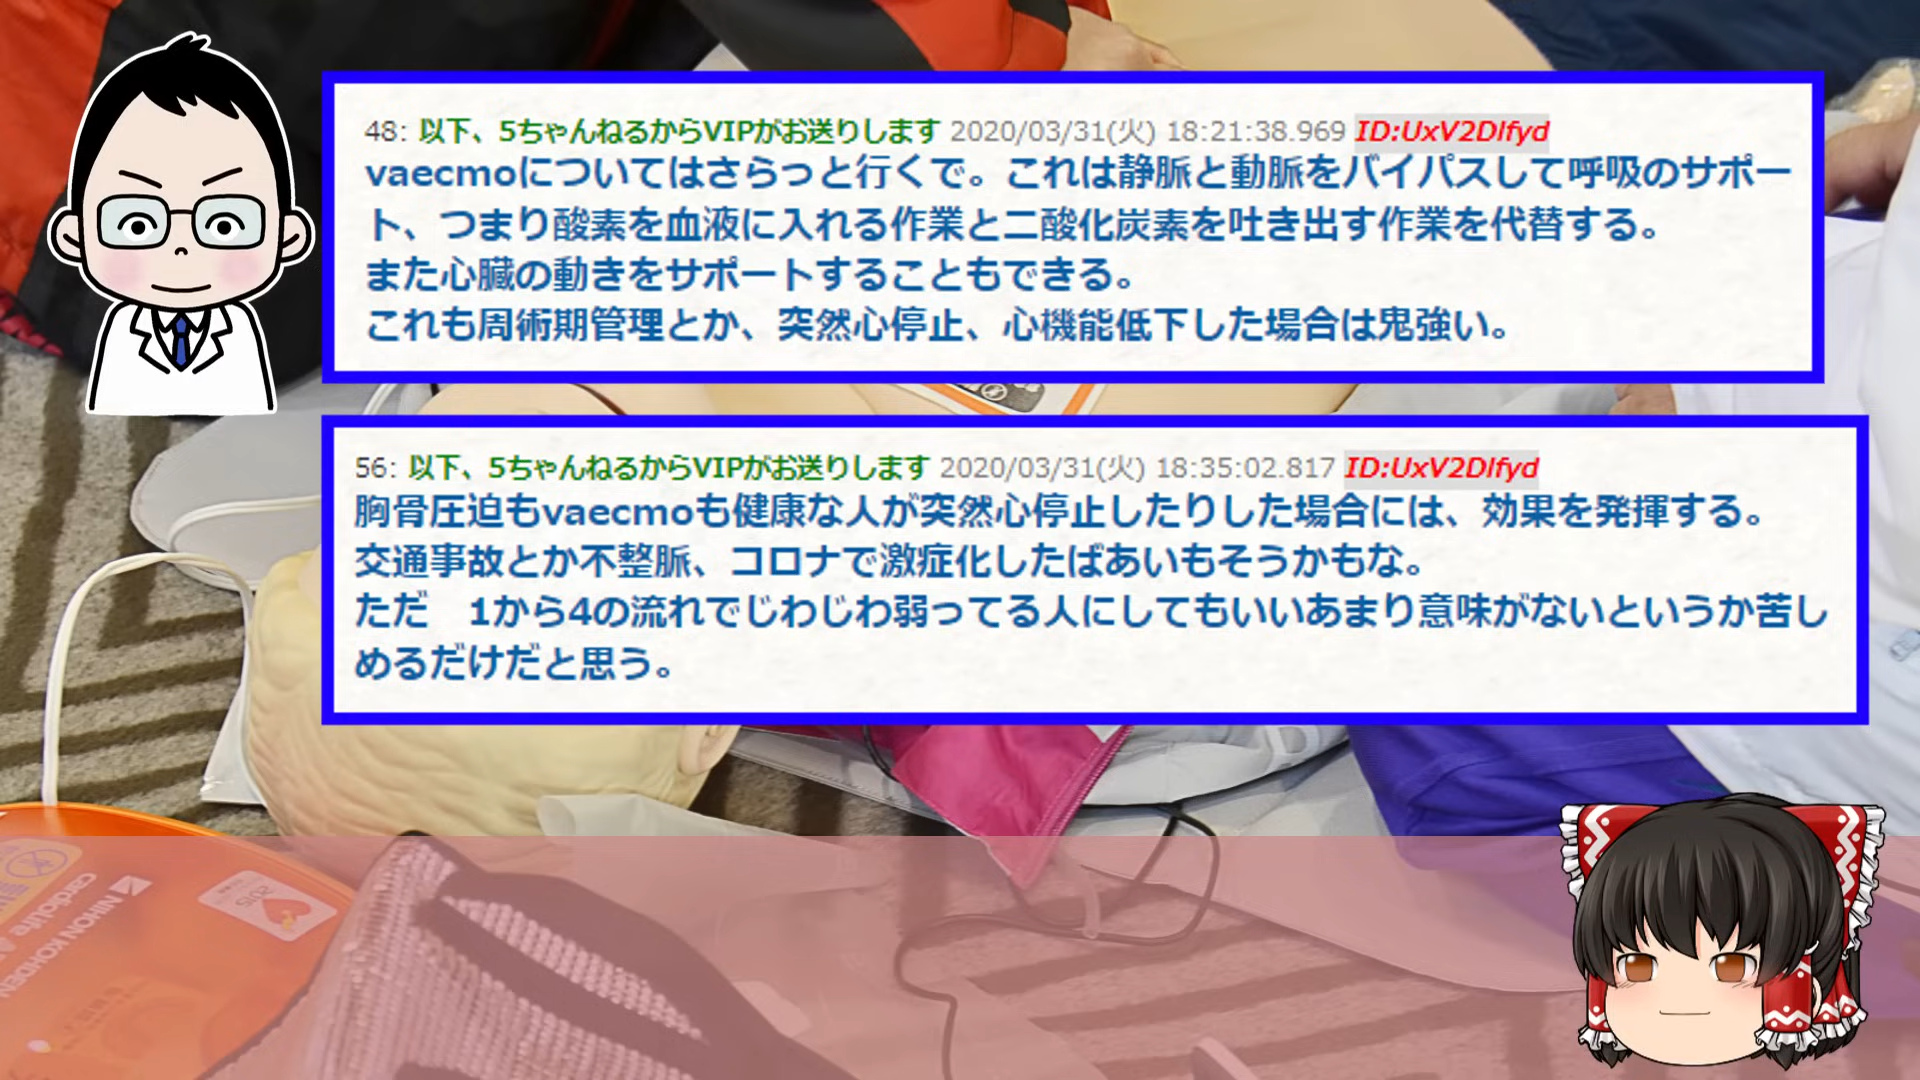 48: 以下、5ちゃんねるからVIPがお送りします 2020/03/31(火) 18:21:38.969 ID:UxV2Dlfyd
vaecmoについてはさらっと行くで。これは静脈と動脈をバイパスして呼吸のサポー
ト、つまり酸素を血液に入れる作業と二酸化炭素を吐き出す作業を代替する。
また心臓の動きをサポートすることもできる。
これも周術期管理とか、突然心停止、心機能低下した場合は鬼強い。
56: 以下、5ちゃんねるからVIPがお送りします 2020/03/31(火) 18:35:02.817 ID:UxV2Dlfyd
胸骨圧迫もvaecmoも健康な人が突然心停止したりした場合には、効果を発揮する。
交通事故とか不整脈、コロナで激症化したばあいもそうかもな。
ただ　1から4の流れでじわじわ弱ってる人にしてもいいあまり意味がないというか苦し
めるだけだと思う。
NIHON KOHDEN
cardiolife
2015